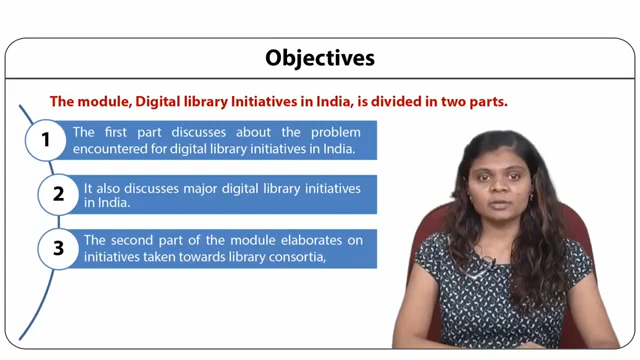 Objectives
The module, Digital library Initiatives in India, is divided in two parts.
1
The first part discusses about the problem
encountered for digital library initiatives in India.
2
It also discusses major digital library initiatives
in India.
3
The second part of the module elaborates on
initiatives taken towards library consortia,